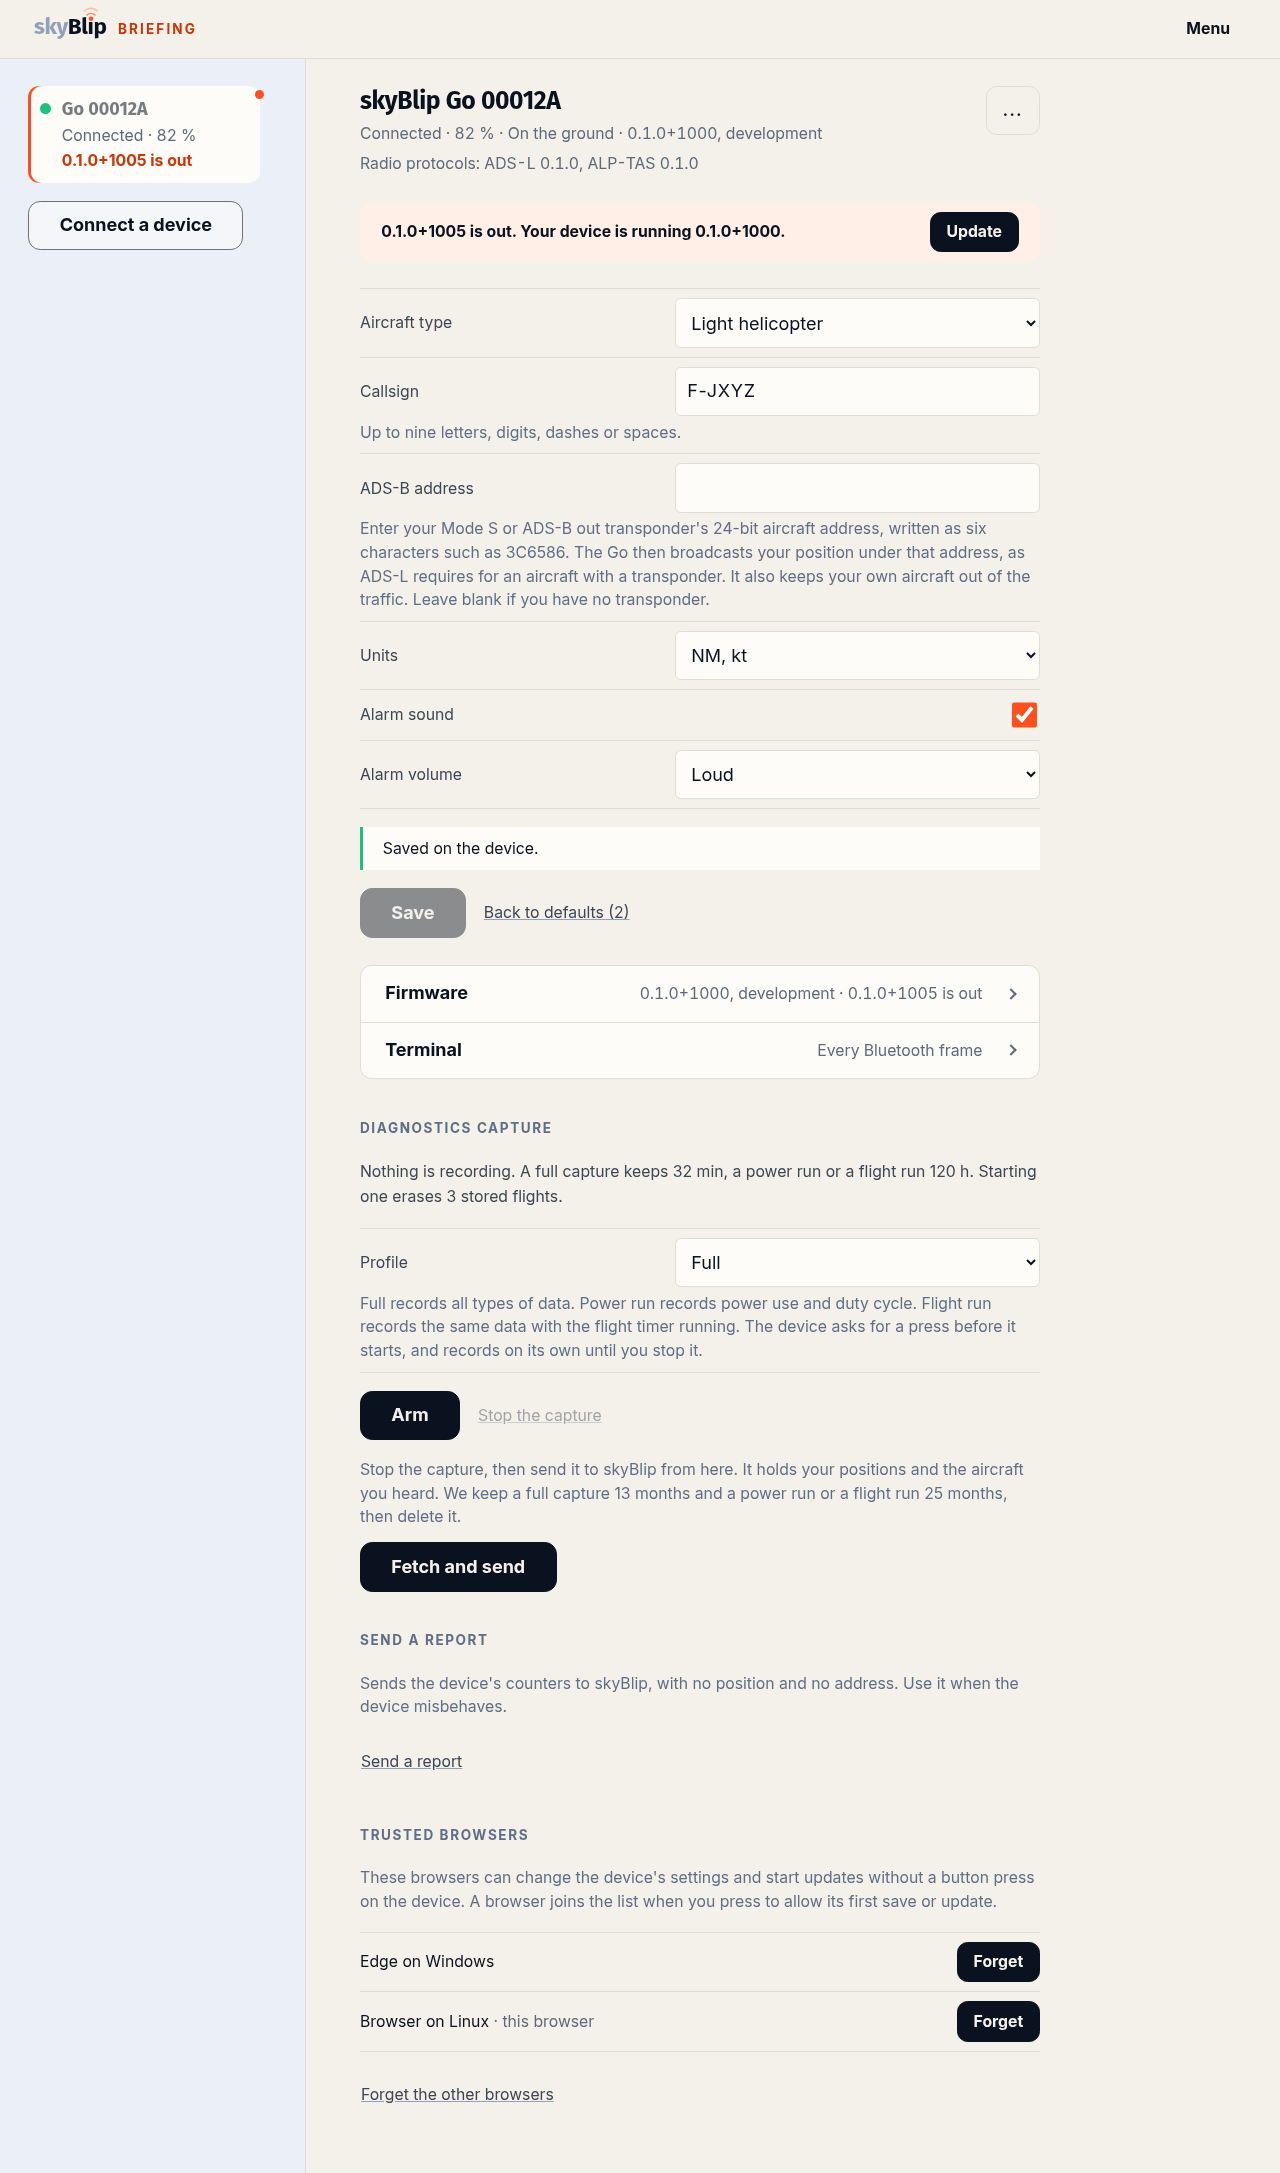 skyBlip BRIEFING
Menu
Go 00012A
Connected · 82 %
0.1.0+1005 is out
Connect a device
skyBlip Go 00012A
...
Connected · 82 % · On the ground · 0.1.0+1000, development
Radio protocols: ADS-L 0.1.0, ALP-TAS 0.1.0
0.1.0+1005 is out. Your device is running 0.1.0+1000.
Update
Aircraft type
Light helicopter
Callsign
F-JXYZ
Up to nine letters, digits, dashes or spaces.
ADS-B address
Enter your Mode S or ADS-B out transponder's 24-bit aircraft address, written as six
characters such as 3C6586. The Go then broadcasts your position under that address, as
ADS-L requires for an aircraft with a transponder. It also keeps your own aircraft out of the
traffic. Leave blank if you have no transponder.
Units
NM, kt
Alarm sound
Alarm volume
Loud
Saved on the device.
Save
Back to defaults (2)
Firmware
0.1.0+1000, development · 0.1.0+1005 is out
Terminal
Every Bluetooth frame
DIAGNOSTICS CAPTURE
Nothing is recording. A full capture keeps 32 min, a power run or a flight run 120 h. Starting
one erases 3 stored flights.
Profile
Full
Full records all types of data. Power run records power use and duty cycle. Flight run
records the same data with the flight timer running. The device asks for a press before it
starts, and records on its own until you stop it.
Arm
Stop the capture
Stop the capture, then send it to skyBlip from here. It holds your positions and the aircraft
you heard. We keep a full capture 13 months and a power run or a flight run 25 months,
then delete it.
Fetch and send
SEND A REPORT
Sends the device's counters to skyBlip, with no position and no address. Use it when the
device misbehaves.
Send a report
TRUSTED BROWSERS
These browsers can change the device's settings and start updates without a button press
on the device. A browser joins the list when you press to allow its first save or update.
Edge on Windows
Forget
Browser on Linux · this browser
Forget
Forget the other browsers